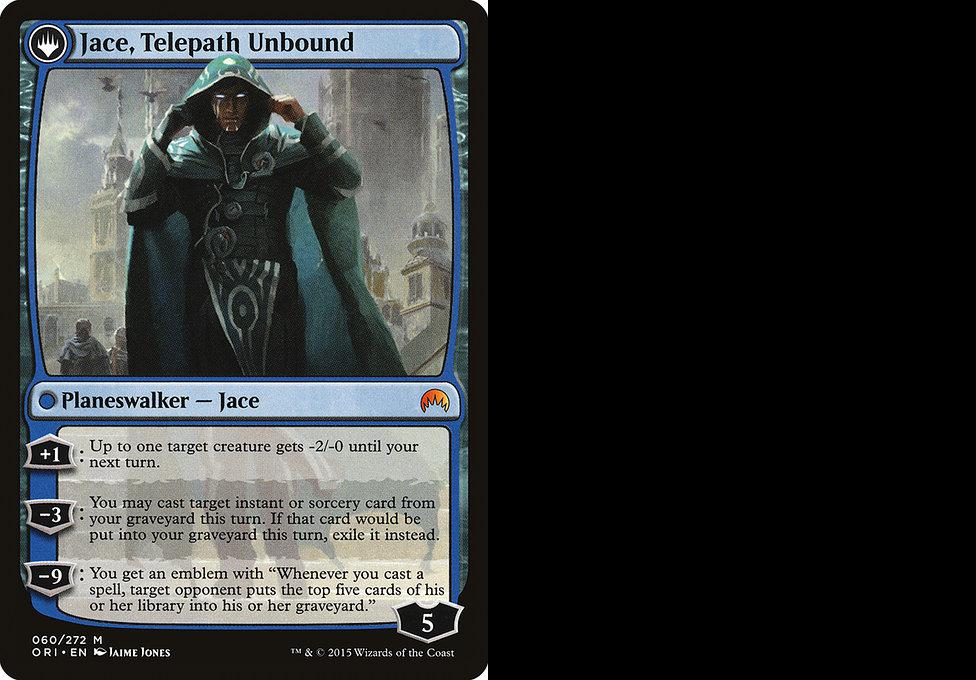 Jace, Telepath Unbound
Planeswalker — Jace
+1 : Up to one target creature gets -2/-0 until your
next turn.
-3 : You may cast target instant or sorcery card from
your graveyard this turn. If that card would be
put into your graveyard this turn, exile it instead.
-9 : You get an emblem with “Whenever you cast a
spell, target opponent puts the top five cards of his
or her library into his or her graveyard.”
5
060/272 M
ORI • EN Jaime Jones
™ & © 2015 Wizards of the Coast